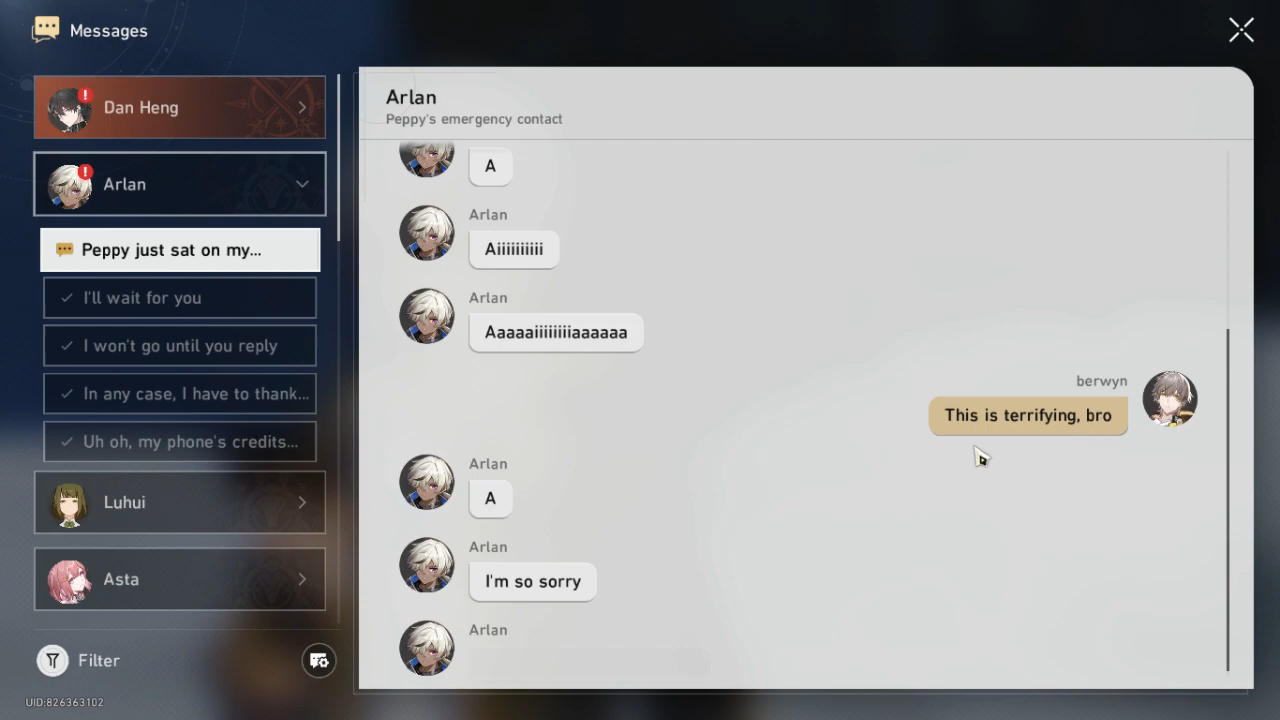 Messages
Dan Heng
Arlan
Peppy just sat on my...
I'll wait for you
I won't go until you reply
In any case, I have to thank...
Uh oh, my phone's credits...
Luhui
Asta
Filter
UID:826363102
Arlan
Peppy's emergency contact
A
Arlan
Aiiiiiiiiii
Arlan
Aaaaaiiiiiiiiaaaaaa
berwyn
This is terrifying, bro
Arlan
A
Arlan
I'm so sorry
Arlan